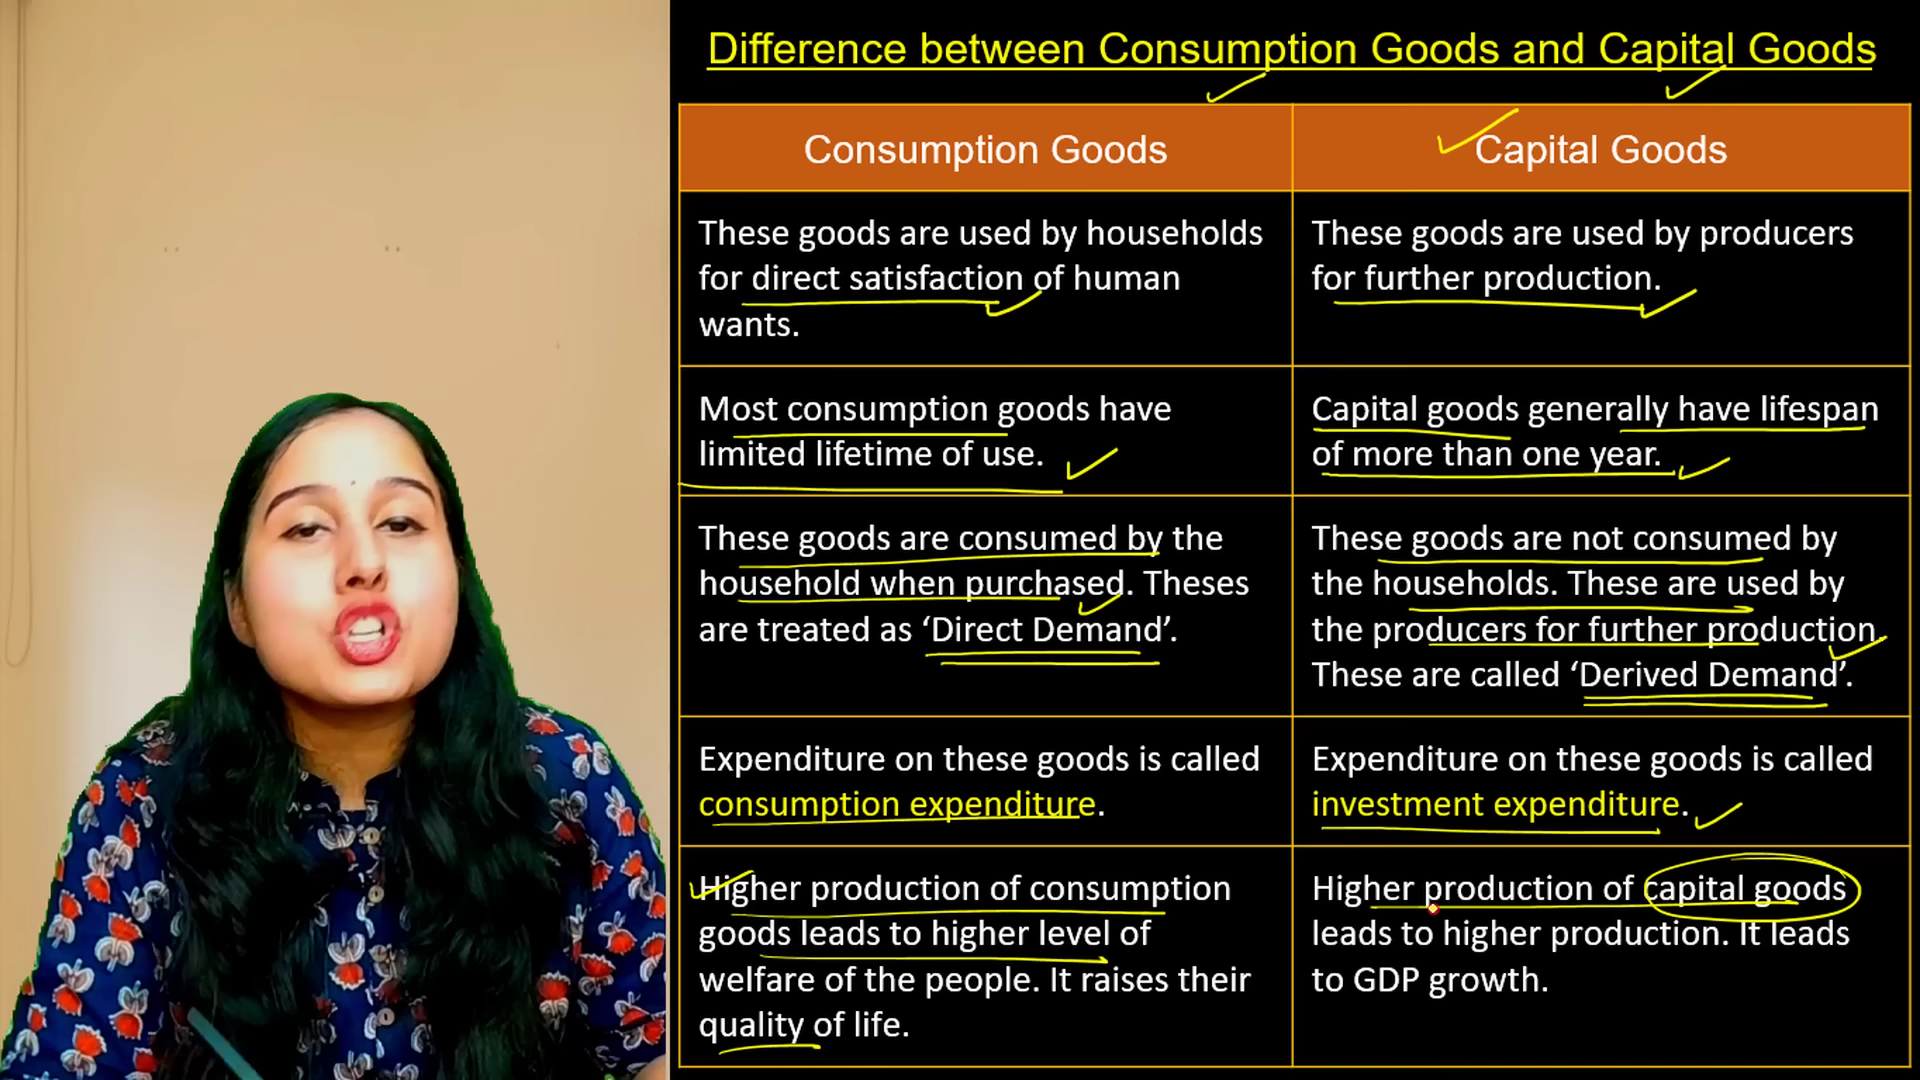 Difference between Consumption Goods and Capital Goods
Consumption Goods
Capital Goods
These goods are used by households
for direct satisfaction of human
wants.
These goods are used by producers
for further production.
Most consumption goods have
limited lifetime of use.
Capital goods generally have lifespan
of more than one year.
These goods are consumed by the
household when purchased. Theses
are treated as ‘Direct Demand’.
These goods are not consumed by
the households. These are used by
the producers for further production.
These are called ‘Derived Demand’.
Expenditure on these goods is called
consumption expenditure.
Expenditure on these goods is called
investment expenditure.
Higher production of consumption
goods leads to higher level of
welfare of the people. It raises their
quality of life.
Higher production of capital goods
leads to higher production. It leads
to GDP growth.